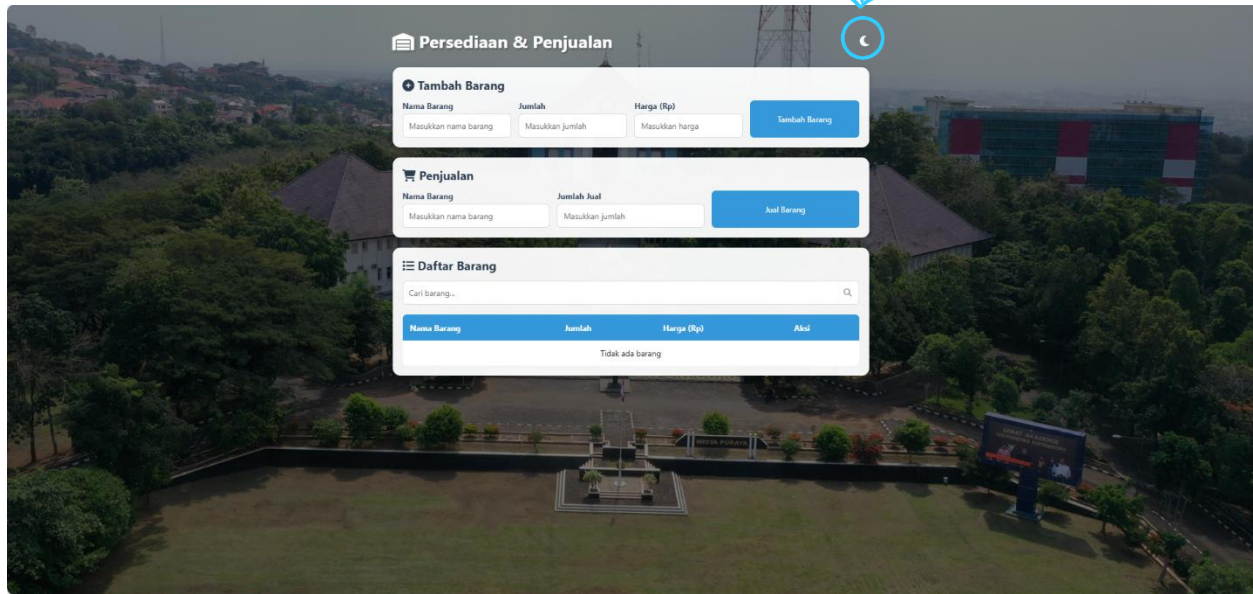 Persediaan & Penjualan
Tambah Barang
Nama Barang Jumlah Harga (Rp)
Masukkan nama barang Masukkan jumlah Masukkan harga Tambah Barang
Penjualan
Nama Barang Jumlah Jual
Masukkan nama barang Masukkan jumlah Jual Barang
Daftar Barang
Cari barang...
Nama Barang Jumlah Harga (Rp) Aksi
Tidak ada barang
WIDYA PURAYA